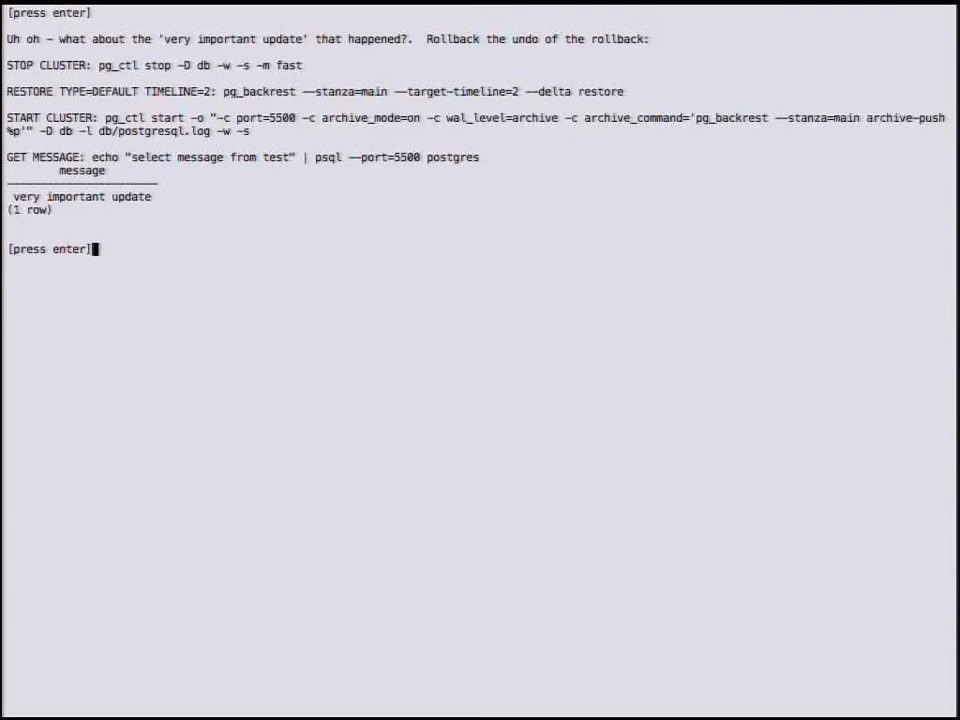 [press enter]
Uh oh - what about the 'very important update' that happened?.  Rollback the undo of the rollback:
STOP CLUSTER: pg_ctl stop -D db -w -s -m fast
RESTORE TYPE=DEFAULT TIMELINE=2: pg_backrest --stanza=main --target-timeline=2 --delta restore
START CLUSTER: pg_ctl start -o "-c port=5500 -c archive_mode=on -c wal_level=archive -c archive_command='pg_backrest --stanza=main archive-push
%p'" -D db -l db/postgresql.log -w -s
GET MESSAGE: echo "select message from test" | psql --port=5500 postgres
message
-----------------------
very important update
(1 row)
[press enter]